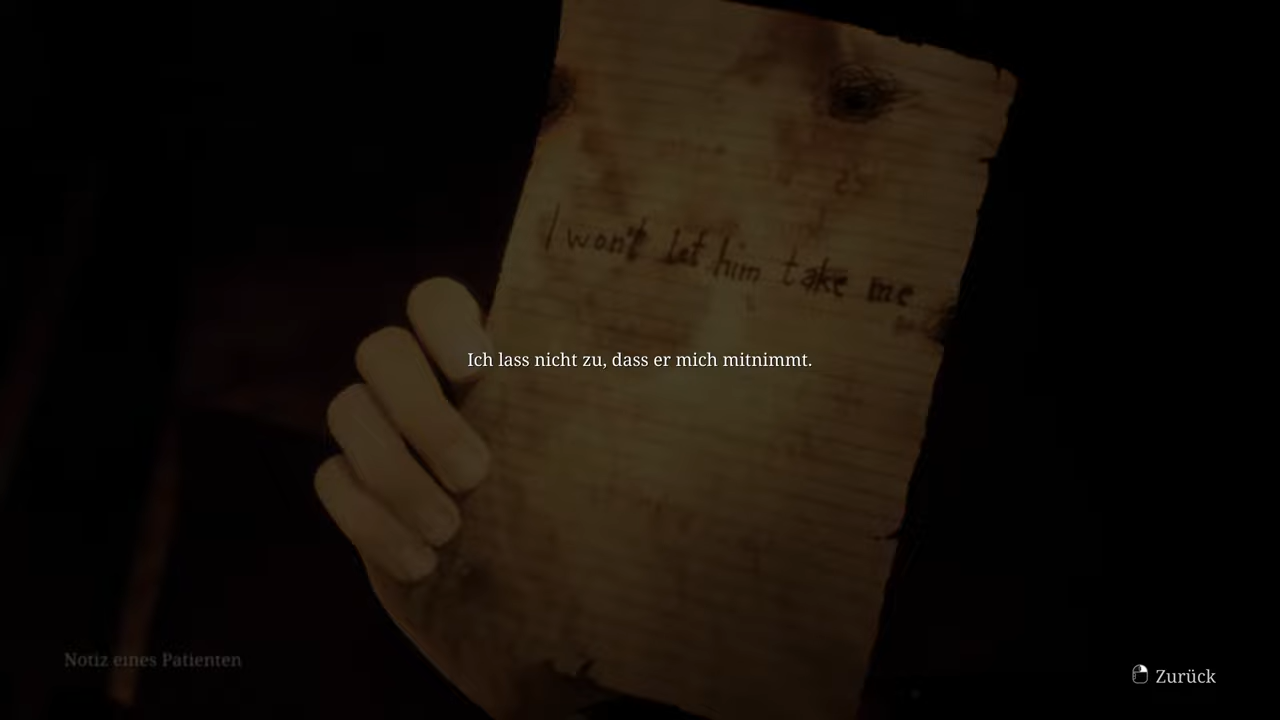 I won't let him take me
Ich lass nicht zu, dass er mich mitnimmt.
Notiz eines Patienten
Zurück